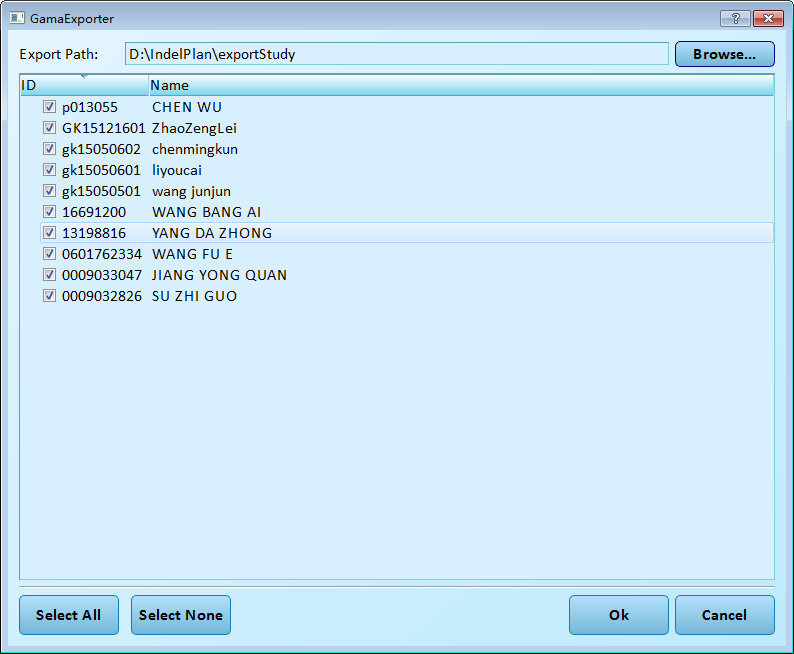 GamaExporter
Export Path: D:\IndelPlan\exportStudy Browse...
ID Name
p013055 CHEN WU
GK15121601 ZhaoZengLei
gk15050602 chenmingkun
gk15050601 liyoucai
gk15050501 wang junjun
16691200 WANG BANG AI
13198816 YANG DA ZHONG
0601762334 WANG FU E
0009033047 JIANG YONG QUAN
0009032826 SU ZHI GUO
Select All Select None Ok Cancel